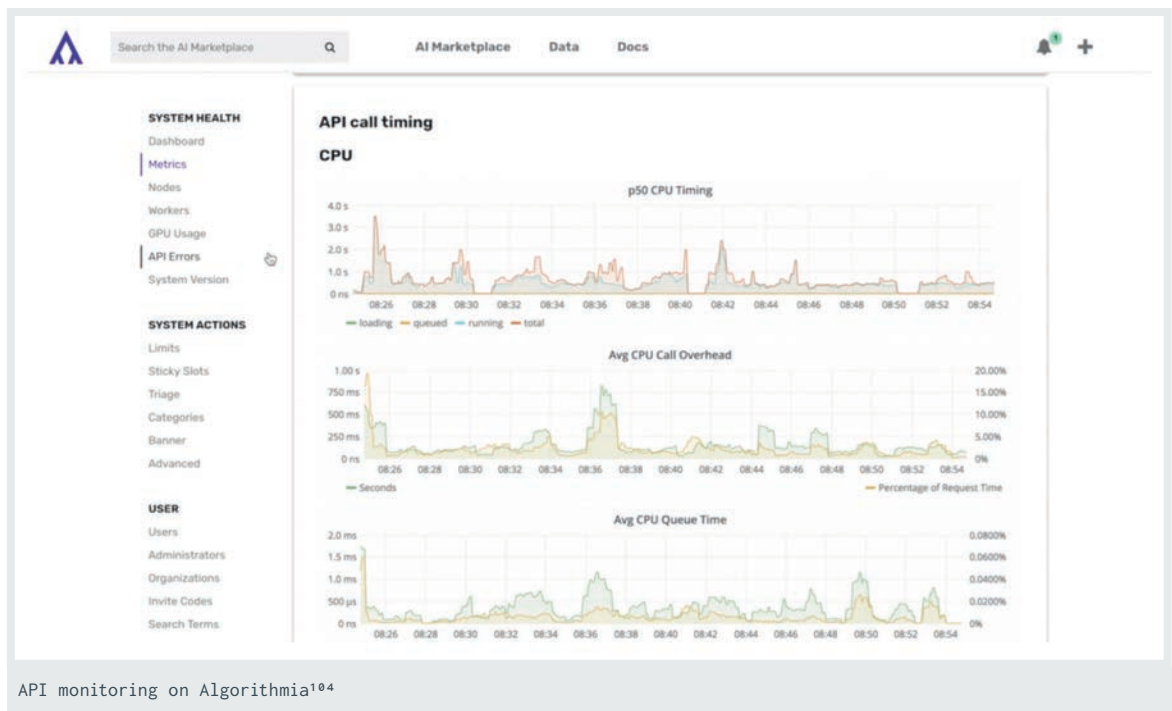 Search the AI Marketplace
AI Marketplace Data Docs
1
SYSTEM HEALTH
Dashboard
Metrics
Nodes
Workers
GPU Usage
API Errors
System Version
SYSTEM ACTIONS
Limits
Sticky Slots
Triage
Categories
Banner
Advanced
USER
Users
Administrators
Organizations
Invite Codes
Search Terms
API call timing
CPU
p50 CPU Timing
4.0 s
3.0 s
2.0 s
1.0 s
0 ns
08:26 08:28 08:30 08:32 08:34 08:36 08:38 08:40 08:42 08:44 08:46 08:48 08:50 08:52 08:54
loading queued running total
Avg CPU Call Overhead
1.00 s 20.00%
750 ms 15.00%
500 ms 10.00%
250 ms 5.00%
0 ns 0%
08:26 08:28 08:30 08:32 08:34 08:36 08:38 08:40 08:42 08:44 08:46 08:48 08:50 08:52 08:54
Seconds Percentage of Request Time
Avg CPU Queue Time
2.0 ms 0.0800%
1.5 ms 0.0600%
1.0 ms 0.0400%
500 µs 0.0200%
0 ns 0%
08:26 08:28 08:30 08:32 08:34 08:36 08:38 08:40 08:42 08:44 08:46 08:48 08:50 08:52 08:54
API monitoring on Algorithmia¹⁰⁴